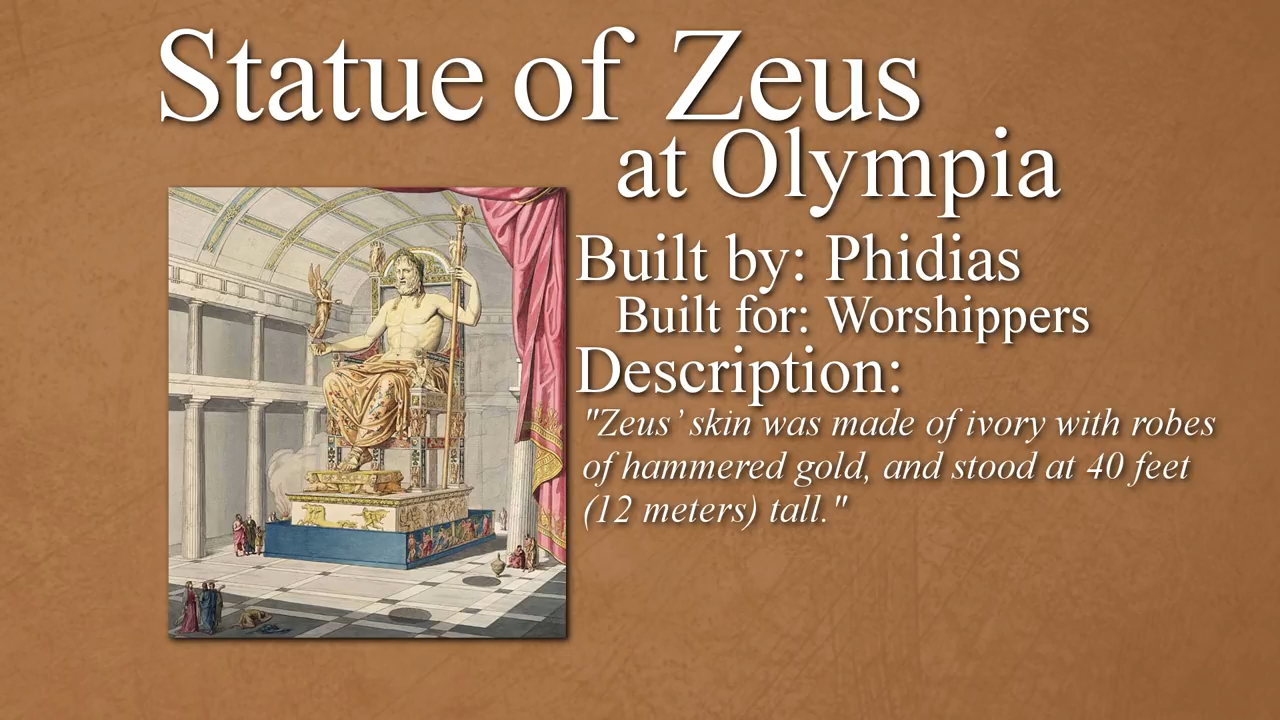 Statue of Zeus
at Olympia
Built by: Phidias
Built for: Worshippers
Description:
"Zeus’ skin was made of ivory with robes
of hammered gold, and stood at 40 feet
(12 meters) tall."